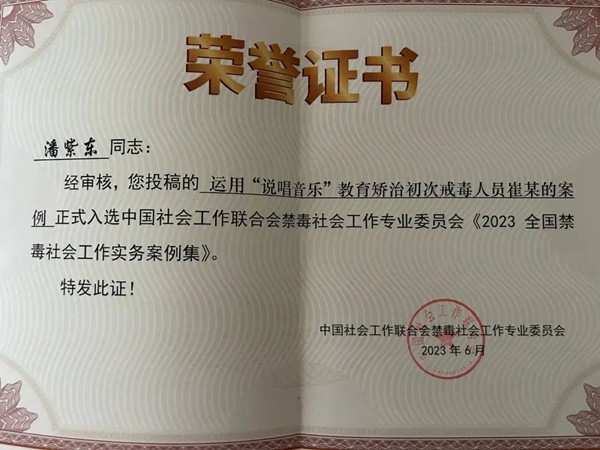 荣誉证书
潘紫东 同志：
经审核，您投稿的 运用“说唱音乐”教育矫治初次戒毒人员崔某的案
例 正式入选中国社会工作联合会禁毒社会工作专业委员会《2023 全国禁
毒社会工作实务案例集》。
特发此证！
中国社会工作联合会禁毒社会工作专业委员会
2023 年 6 月